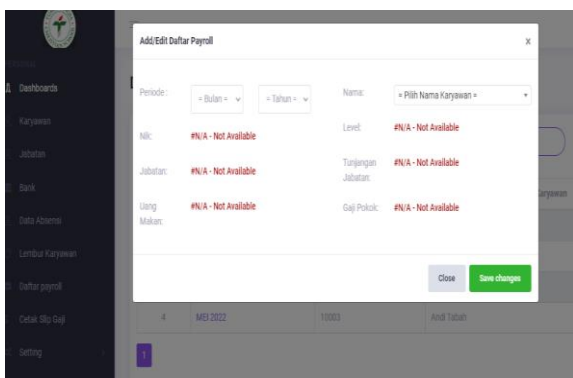 Add/Edit Daftar Payroll
x
Periode:
= Bulan =
= Tahun =
Nama:
= Pilih Nama Karyawan =
Nik:
#N/A - Not Available
Level:
#N/A - Not Available
Jabatan:
#N/A - Not Available
Tunjangan
Jabatan:
#N/A - Not Available
Uang
Makan:
#N/A - Not Available
Gaji Pokok:
#N/A - Not Available
Close
Save changes
Dashboards
Karyawan
Jabatan
Bank
Data Absensi
Lembur Karyawan
Daftar payroll
Cetak Slip Gaji
Setting
Karyawan
4
MEI 2022
10003
Andi Tabah
1